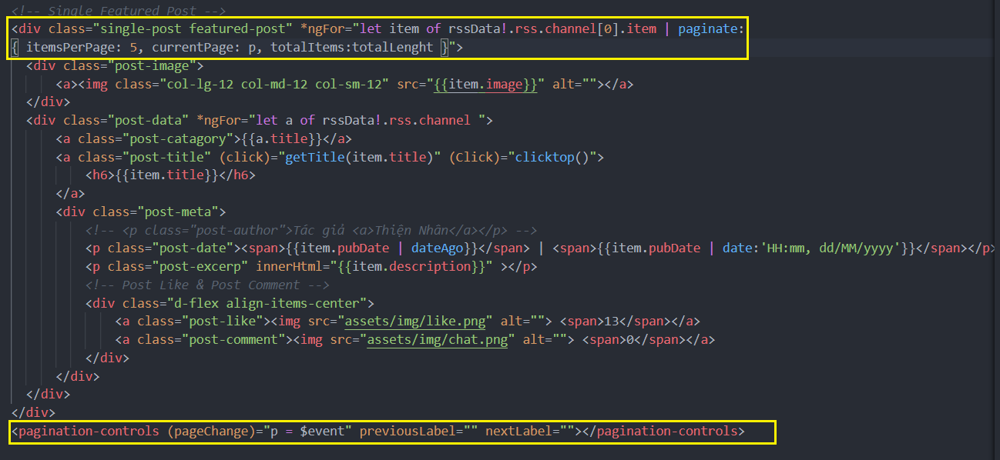 <!-- Single Featured Post -->
<div class="single-post featured-post" *ngFor="let item of rssData!.rss.channel[0].item | paginate:
{ itemsPerPage: 5, currentPage: p, totalItems:totalLenght }">
<div class="post-image">
<a><img class="col-lg-12 col-md-12 col-sm-12" src="{{item.image}}" alt=""></a>
</div>
<div class="post-data" *ngFor="let a of rssData!.rss.channel ">
<a class="post-catagory">{{a.title}}</a>
<a class="post-title" (click)="getTitle(item.title)" (Click)="clicktop()">
<h6>{{item.title}}</h6>
</a>
<div class="post-meta">
<!-- <p class="post-author">Tác giả <a>Thiện Nhân</a></p> -->
<p class="post-date"><span>{{item.pubDate | dateAgo}}</span> | <span>{{item.pubDate | date:'HH:mm, dd/MM/yyyy'}}</span></p>
<p class="post-excerp" innerHtml="{{item.description}}" ></p>
<!-- Post Like & Post Comment -->
<div class="d-flex align-items-center">
<a class="post-like"><img src="assets/img/like.png" alt=""> <span>13</span></a>
<a class="post-comment"><img src="assets/img/chat.png" alt=""> <span>0</span></a>
</div>
</div>
</div>
</div>
<pagination-controls (pageChange)="p = $event" previousLabel="" nextLabel=""></pagination-controls>